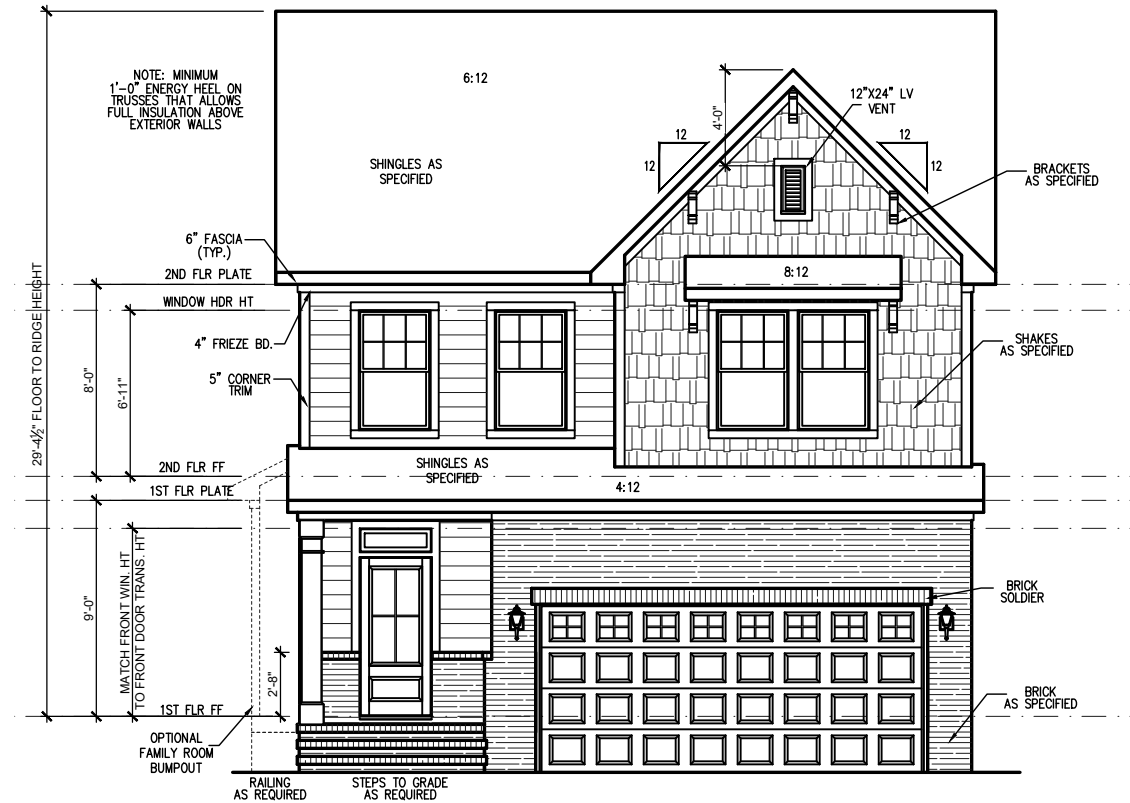 NOTE: MINIMUM
1'-0" ENERGY HEEL ON
TRUSSES THAT ALLOWS
FULL INSULATION ABOVE
EXTERIOR WALLS
6:12
SHINGLES AS
SPECIFIED
4'-0"
12"X24" LV
VENT
12
12
12
12
BRACKETS
AS SPECIFIED
6" FASCIA
(TYP.)
2ND FLR PLATE
8:12
WINDOW HDR HT
4" FRIEZE BD.
SHAKES
AS SPECIFIED
5" CORNER
TRIM
29'-4½" FLOOR TO RIDGE HEIGHT
8'-0"
6'-11"
2ND FLR FF
SHINGLES AS
SPECIFIED
1ST FLR PLATE
4:12
9'-0"
MATCH FRONT WIN. HT
TO FRONT DOOR TRANS. HT
2'-8"
BRICK
SOLDIER
BRICK
AS SPECIFIED
1ST FLR FF
OPTIONAL
FAMILY ROOM
BUMPOUT
RAILING
AS REQUIRED
STEPS TO GRADE
AS REQUIRED